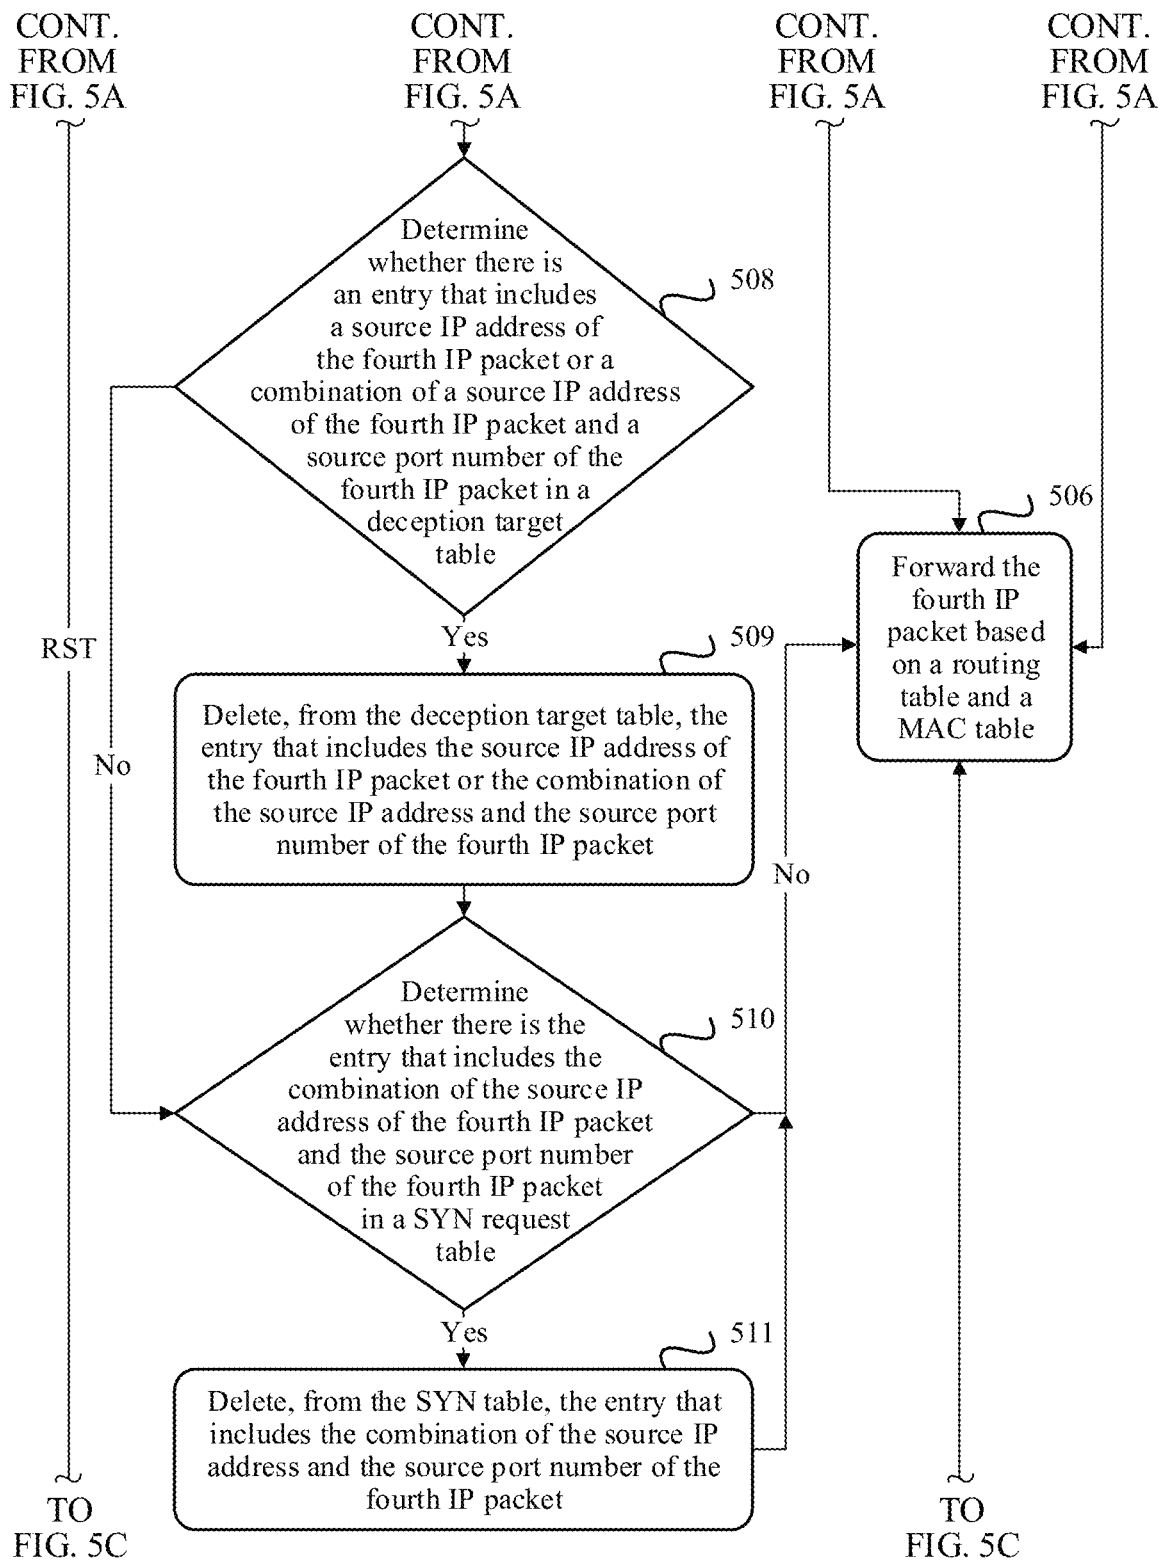 CONT.
FROM
FIG. 5A
CONT.
FROM
FIG. 5A
CONT.
FROM
FIG. 5A
CONT.
FROM
FIG. 5A
Determine
whether there is
an entry that includes
a source IP address of
the fourth IP packet or a
combination of a source IP address
of the fourth IP packet and a
source port number of the
fourth IP packet in a
deception target
table
508
506
Forward the
fourth IP
packet based
on a routing
table and a
MAC table
RST
Yes
509
No
Delete, from the deception target table, the
entry that includes the source IP address of
the fourth IP packet or the combination of
the source IP address and the source port
number of the fourth IP packet
No
Determine
whether there is the
entry that includes the
combination of the source IP
address of the fourth IP packet
and the source port number
of the fourth IP packet
in a SYN request
table
510
Yes
511
Delete, from the SYN table, the entry that
includes the combination of the source IP
address and the source port number of the
fourth IP packet
TO
FIG. 5C
TO
FIG. 5C